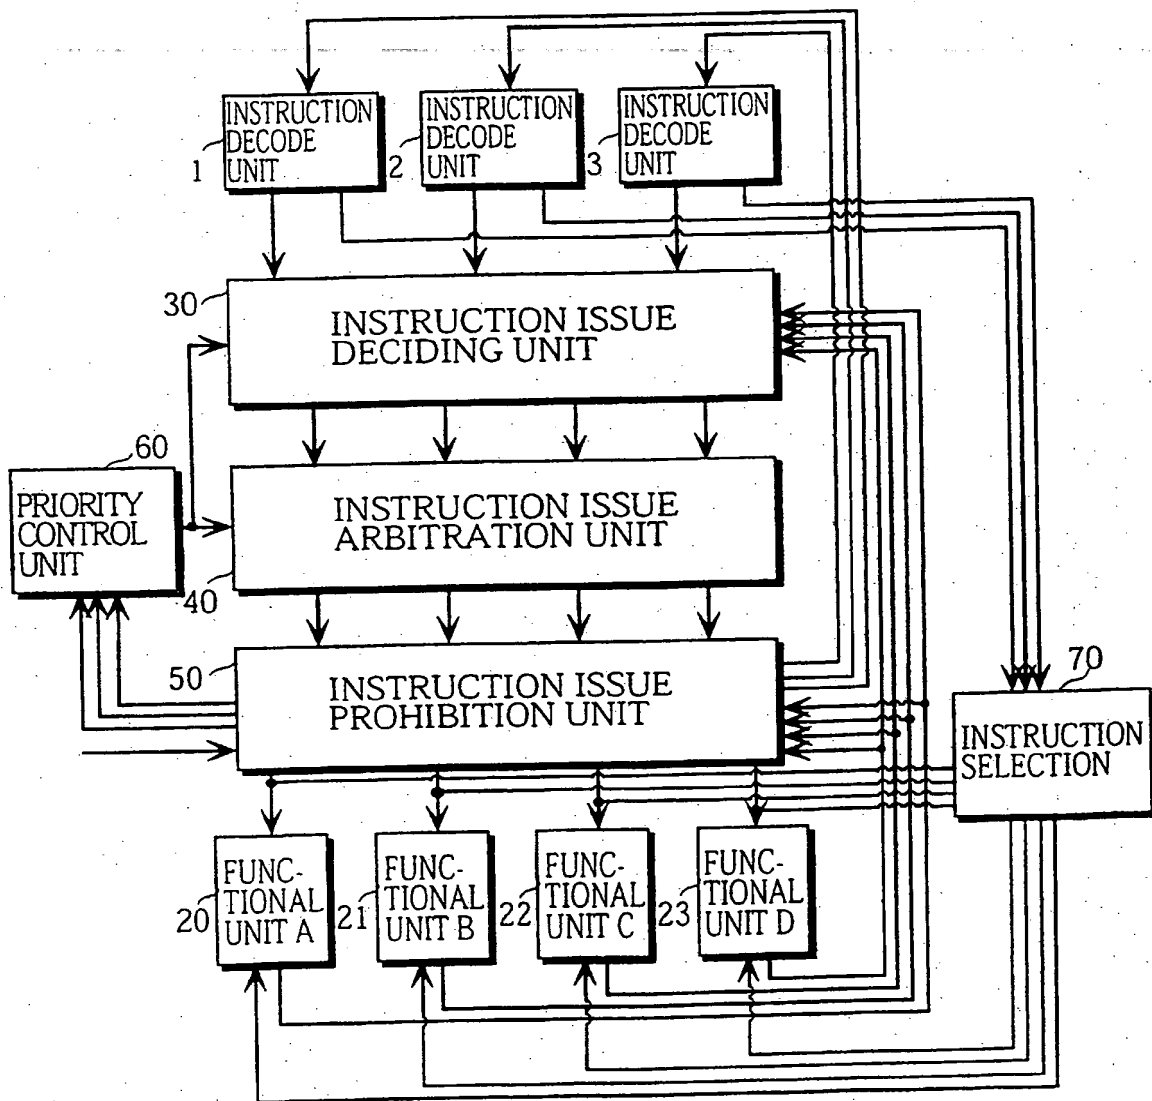 INSTRUCTION
DECODE
UNIT
1
INSTRUCTION
DECODE
UNIT
2
INSTRUCTION
DECODE
UNIT
3
30
INSTRUCTION ISSUE
DECIDING UNIT
60
PRIORITY
CONTROL
UNIT
INSTRUCTION ISSUE
ARBITRATION UNIT
40
50
INSTRUCTION ISSUE
PROHIBITION UNIT
70
INSTRUCTION
SELECTION
FUNC-
TIONAL
UNIT A
20
FUNC-
TIONAL
UNIT B
21
FUNC-
TIONAL
UNIT C
22
FUNC-
TIONAL
UNIT D
23